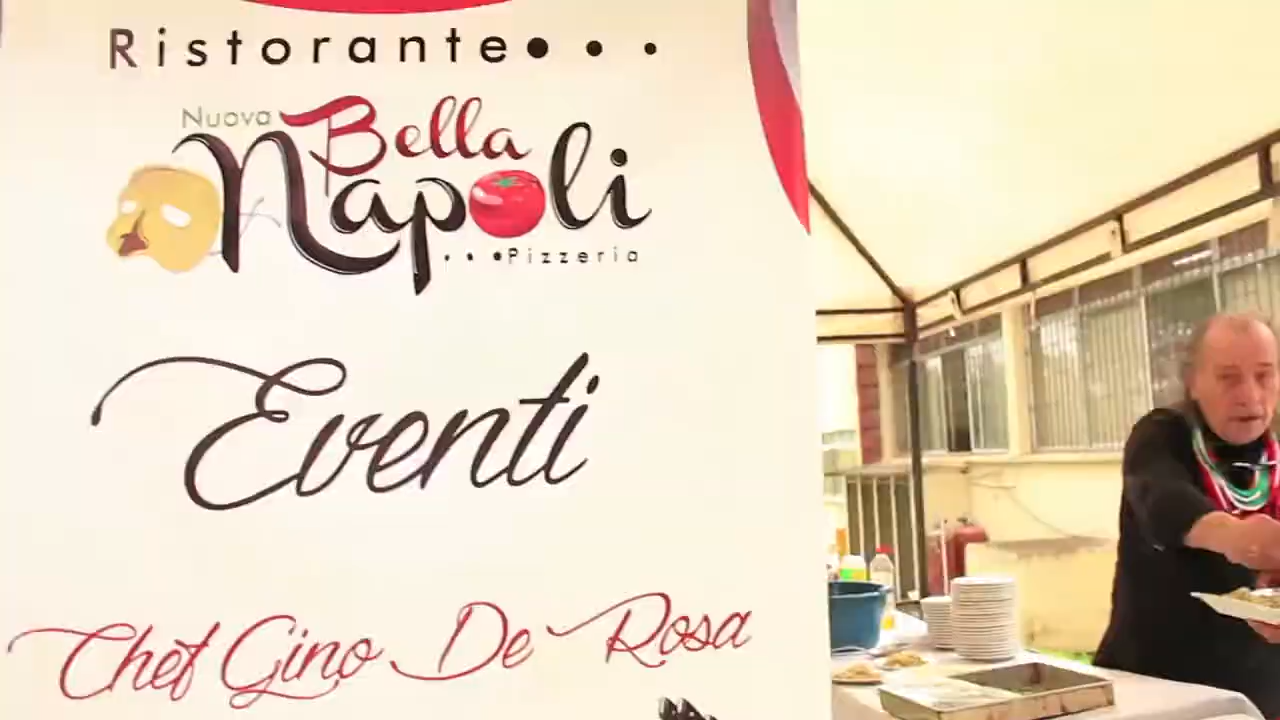 Ristorante...
Nuova Bella
Napoli
...Pizzeria
Eventi
Chef Gino De Rosa